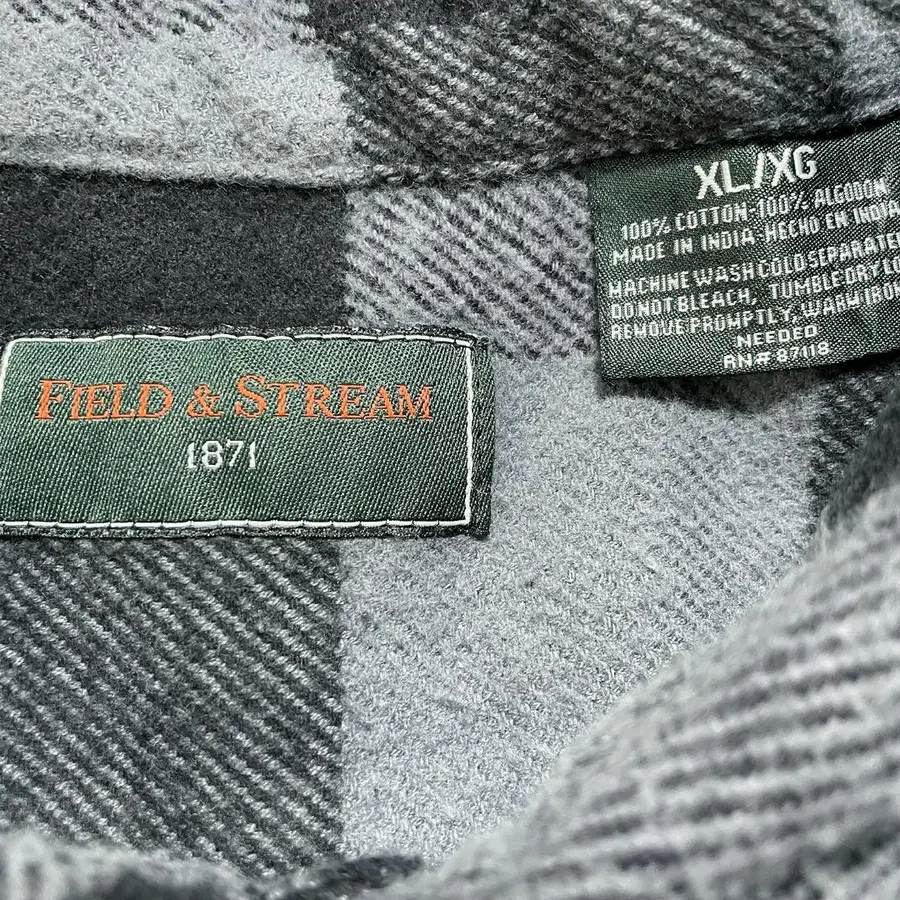 XL/XG
100% COTTON-100% ALGODON
MADE IN INDIA-HECHO EN INDIA
MACHINE WASH COLD SEPARATE
DO NOT BLEACH, TUMBLE DRY LO
REMOVE PROMPTLY, WARM IRON
NEEDED
RN# 87118
FIELD & STREAM
1871